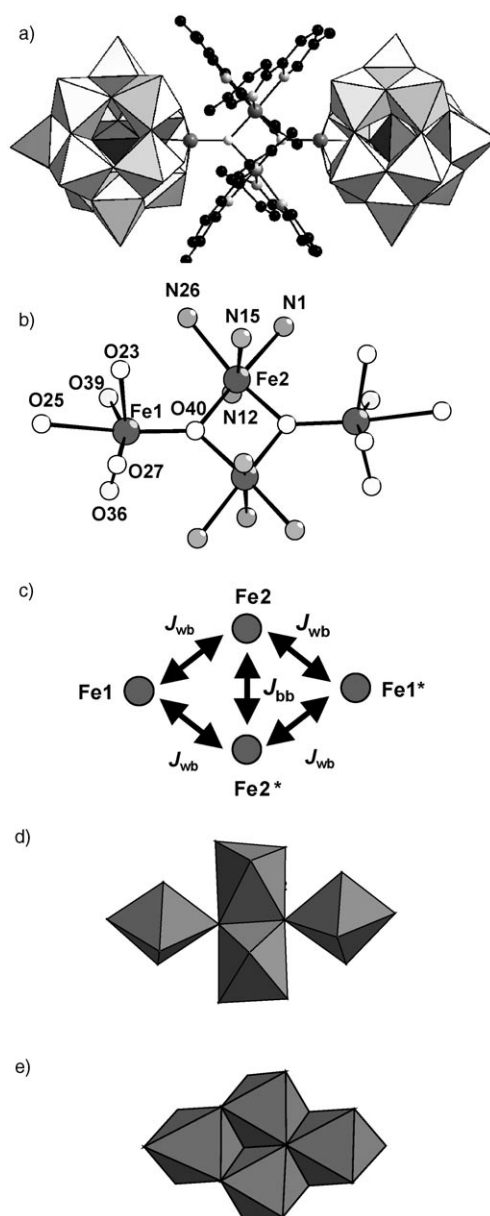 a)
b)
N26
N15
N1
O23
O39
O25
Fe1
O40
Fe2
N12
O27
O36
c)
Fe2
Jwb
Jwb
Fe1
Jbb
Fe1*
Jwb
Jwb
Fe2*
d)
e)